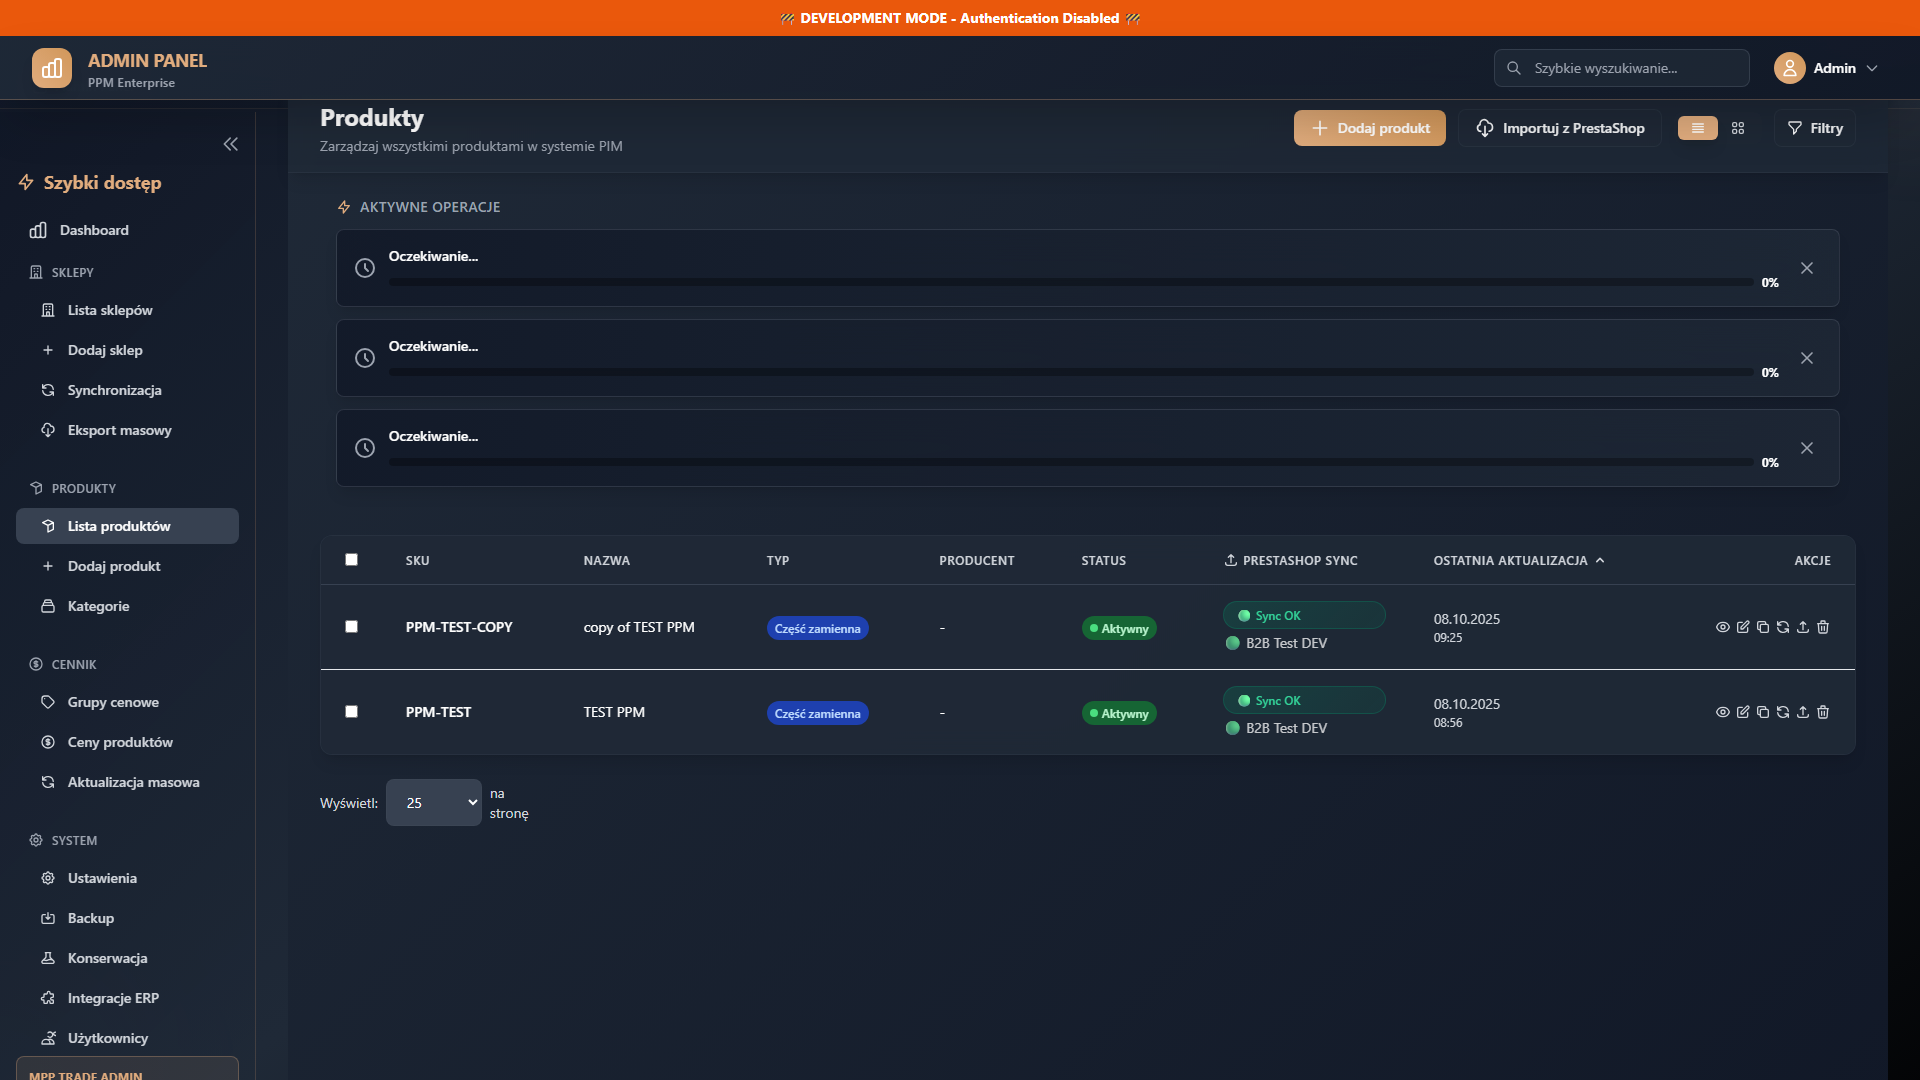 🚧 DEVELOPMENT MODE - Authentication Disabled 🚧
ADMIN PANEL
PPM Enterprise
Szybkie wyszukiwanie...
Admin
Szybki dostęp
Dashboard
SKLEPY
Lista sklepów
Dodaj sklep
Synchronizacja
Eksport masowy
PRODUKTY
Lista produktów
Dodaj produkt
Kategorie
CENNIK
Grupy cenowe
Ceny produktów
Aktualizacja masowa
SYSTEM
Ustawienia
Backup
Konserwacja
Integracje ERP
Użytkownicy
MPP TRADE ADMIN
Produkty
Zarządzaj wszystkimi produktami w systemie PIM
Dodaj produkt
Importuj z PrestaShop
Filtry
AKTYWNE OPERACJE
Oczekiwanie...
0%
Oczekiwanie...
0%
Oczekiwanie...
0%
SKU NAZWA TYP PRODUCENT STATUS PRESTASHOP SYNC OSTATNIA AKTUALIZACJA AKCJE
PPM-TEST-COPY copy of TEST PPM Część zamienna - Aktywny Sync OK 08.10.2025
B2B Test DEV 09:25
PPM-TEST TEST PPM Część zamienna - Aktywny Sync OK 08.10.2025
B2B Test DEV 08:56
Wyświetl: 25 na
stronę